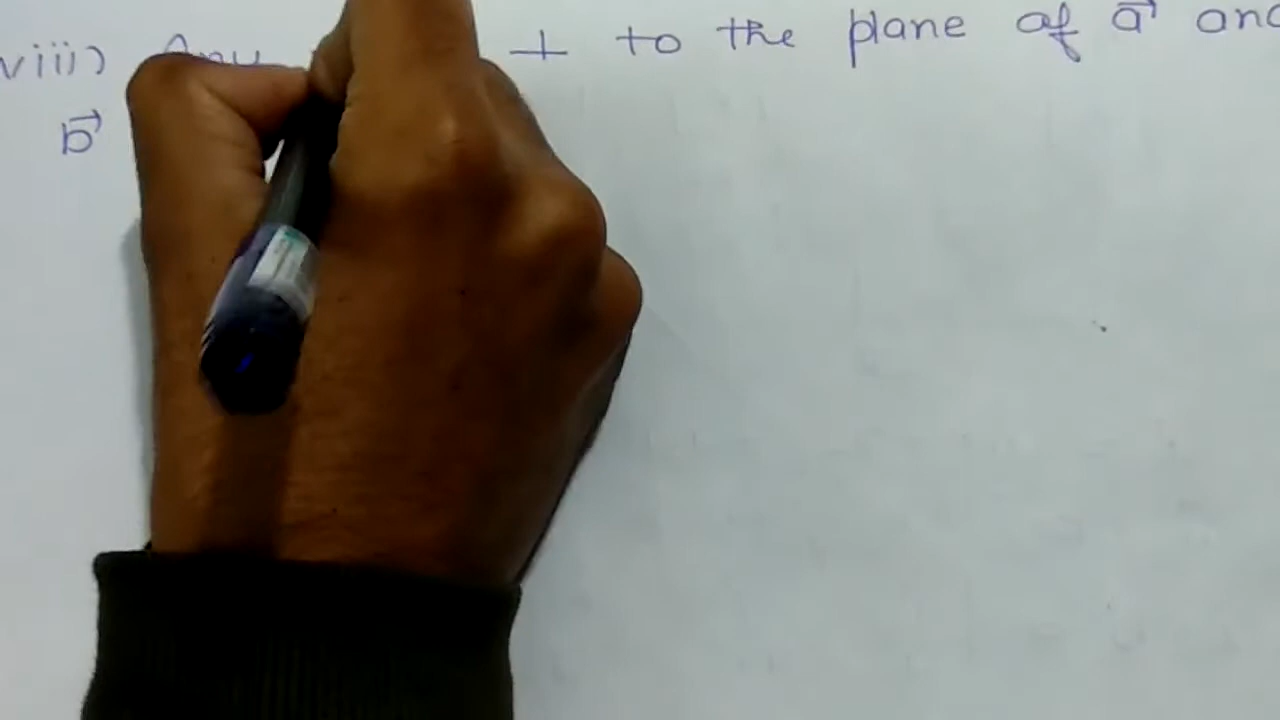 viii) Any ⊥ to the plane of a⃗ and
b⃗